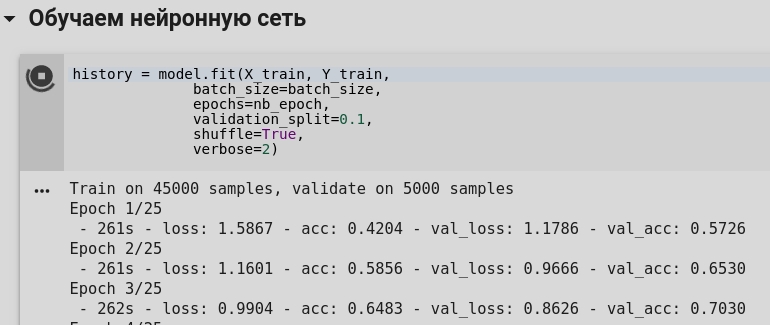 Обучаем нейронную сеть
history = model.fit(X_train, Y_train,
batch_size=batch_size,
epochs=nb_epoch,
validation_split=0.1,
shuffle=True,
verbose=2)
Train on 45000 samples, validate on 5000 samples
Epoch 1/25
- 261s - loss: 1.5867 - acc: 0.4204 - val_loss: 1.1786 - val_acc: 0.5726
Epoch 2/25
- 261s - loss: 1.1601 - acc: 0.5856 - val_loss: 0.9666 - val_acc: 0.6530
Epoch 3/25
- 262s - loss: 0.9904 - acc: 0.6483 - val_loss: 0.8626 - val_acc: 0.7030
Epoch 4/25